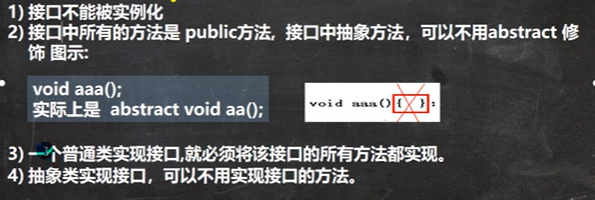 1) 接口不能被实例化
2) 接口中所有的方法是 public方法, 接口中抽象方法，可以不用abstract 修
饰 图示:
void aaa();
实际上是 abstract void aa();
void aaa(){ };
3) 一个普通类实现接口,就必须将该接口的所有方法都实现。
4) 抽象类实现接口，可以不用实现接口的方法。